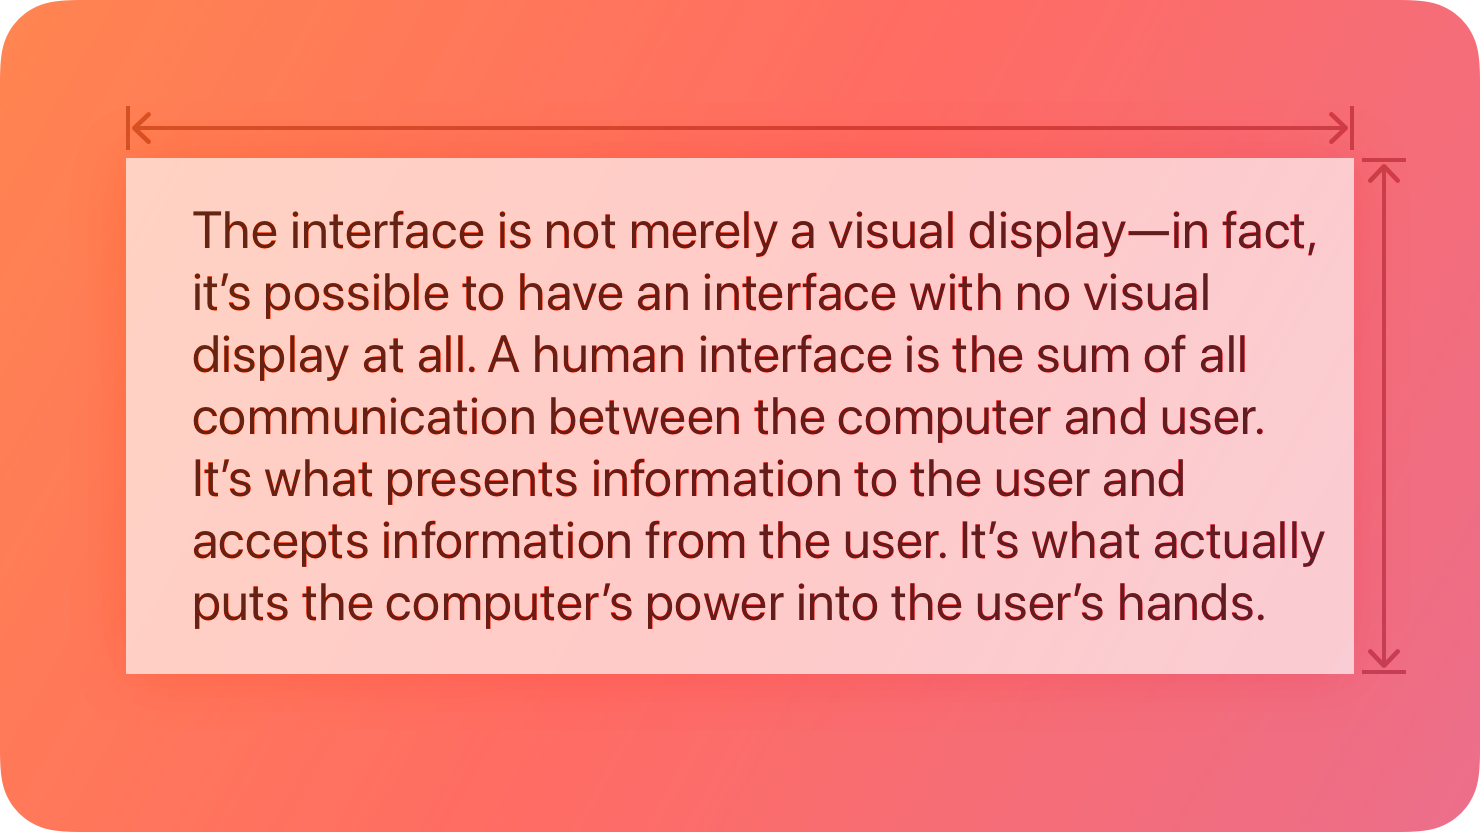 The interface is not merely a visual display—in fact,
it’s possible to have an interface with no visual
display at all. A human interface is the sum of all
communication between the computer and user.
It’s what presents information to the user and
accepts information from the user. It’s what actually
puts the computer’s power into the user’s hands.